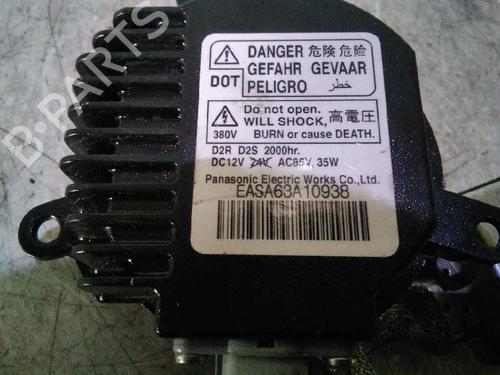 B-PARTS
DANGER 危険 危险
GEFAHR GEVAAR
PELIGRO خطر
DOT
Do not open.
WILL SHOCK, 高電圧
380V BURN or cause DEATH.
D2R D2S 2000hr.
DC12V 24V AC85V, 35W
Panasonic Electric Works Co., Ltd.
EASA63A10938